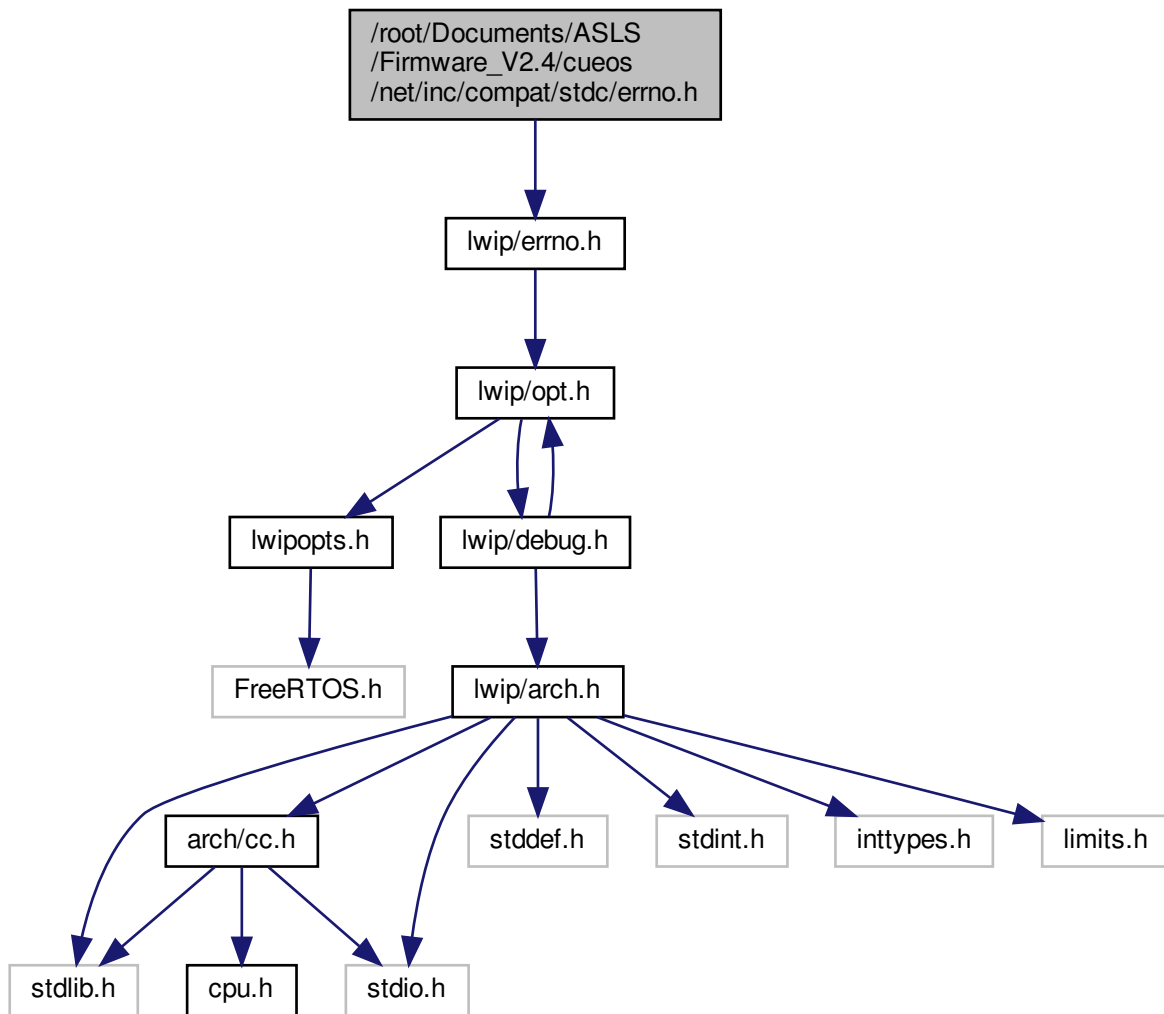 /root/Documents/ASLS
/Firmware_V2.4/cueos
/net/inc/compat/stdc/errno.h
lwip/errno.h
lwip/opt.h
lwipopts.h
lwip/debug.h
FreeRTOS.h
lwip/arch.h
arch/cc.h
stddef.h
stdint.h
inttypes.h
limits.h
stdlib.h
cpu.h
stdio.h